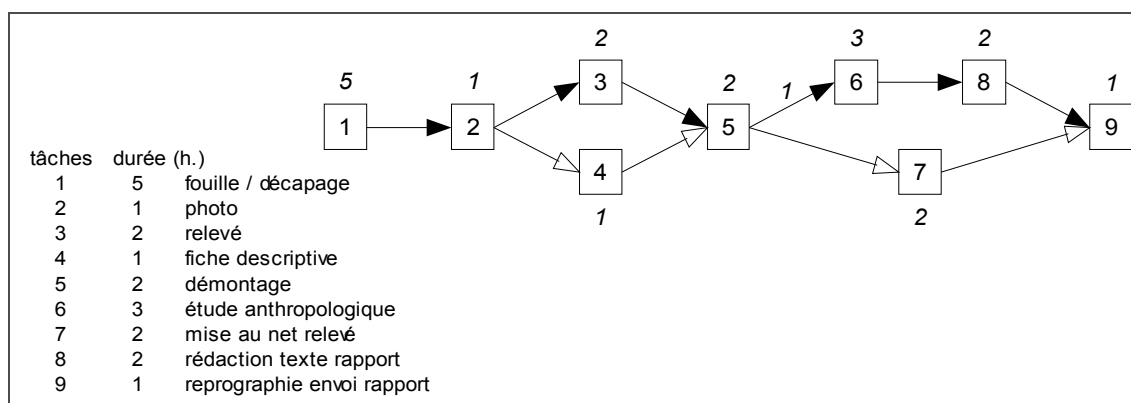 2
3
2
5
1
3
6
8
1
2
1
1
2
5
9
4
7
1
2
tâches durée (h.)
1 5 fouille / décapage
2 1 photo
3 2 relevé
4 1 fiche descriptive
5 2 démontage
6 3 étude anthropologique
7 2 mise au net relevé
8 2 rédaction texte rapport
9 1 reprographie envoi rapport